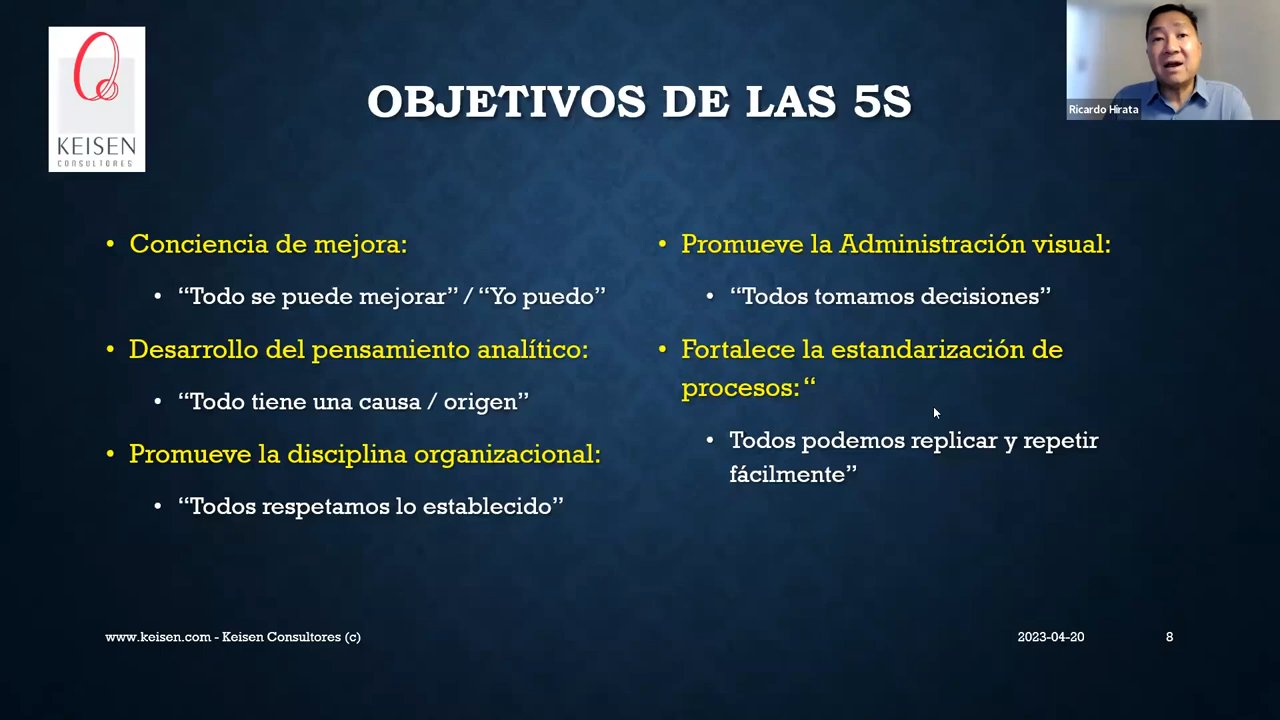 KEISEN
CONSULTORES
Ricardo Hirata
OBJETIVOS DE LAS 5S
• Conciencia de mejora:
• “Todo se puede mejorar” / “Yo puedo”
• Desarrollo del pensamiento analítico:
• “Todo tiene una causa / origen”
• Promueve la disciplina organizacional:
• “Todos respetamos lo establecido”
• Promueve la Administración visual:
• “Todos tomamos decisiones”
• Fortalece la estandarización de
procesos: “
• Todos podemos replicar y repetir
fácilmente”
www.keisen.com - Keisen Consultores (c)
2023-04-20
8